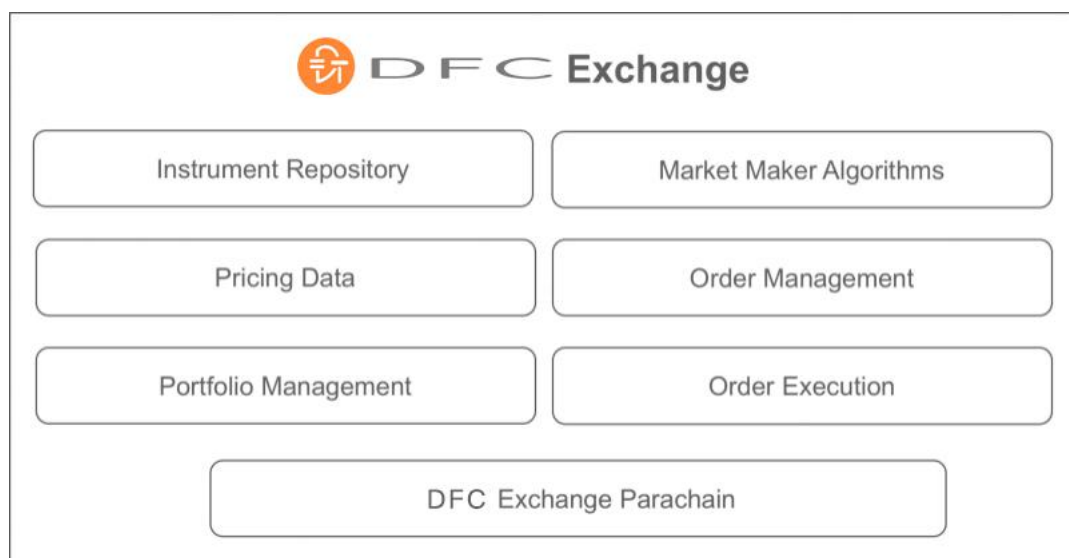 DFC Exchange
Instrument Repository
Market Maker Algorithms
Pricing Data
Order Management
Portfolio Management
Order Execution
DFC Exchange Parachain